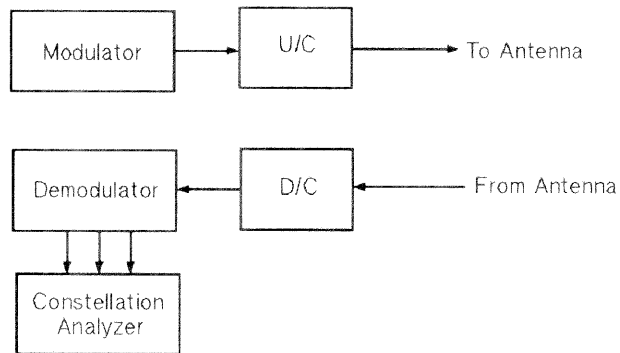 Modulator
U/C
To Antenna
Demodulator
D/C
From Antenna
Constellation
Analyzer